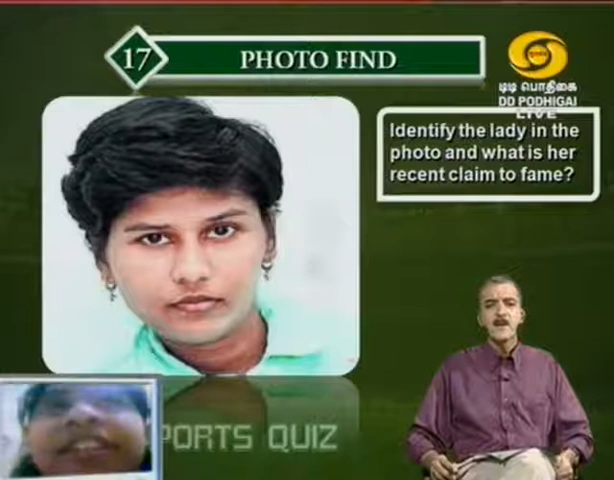 17
PHOTO FIND
டிடி பொதிகை
DD PODHIGAI
LIVE
Identify the lady in the
photo and what is her
recent claim to fame?
PORTS QUIZ